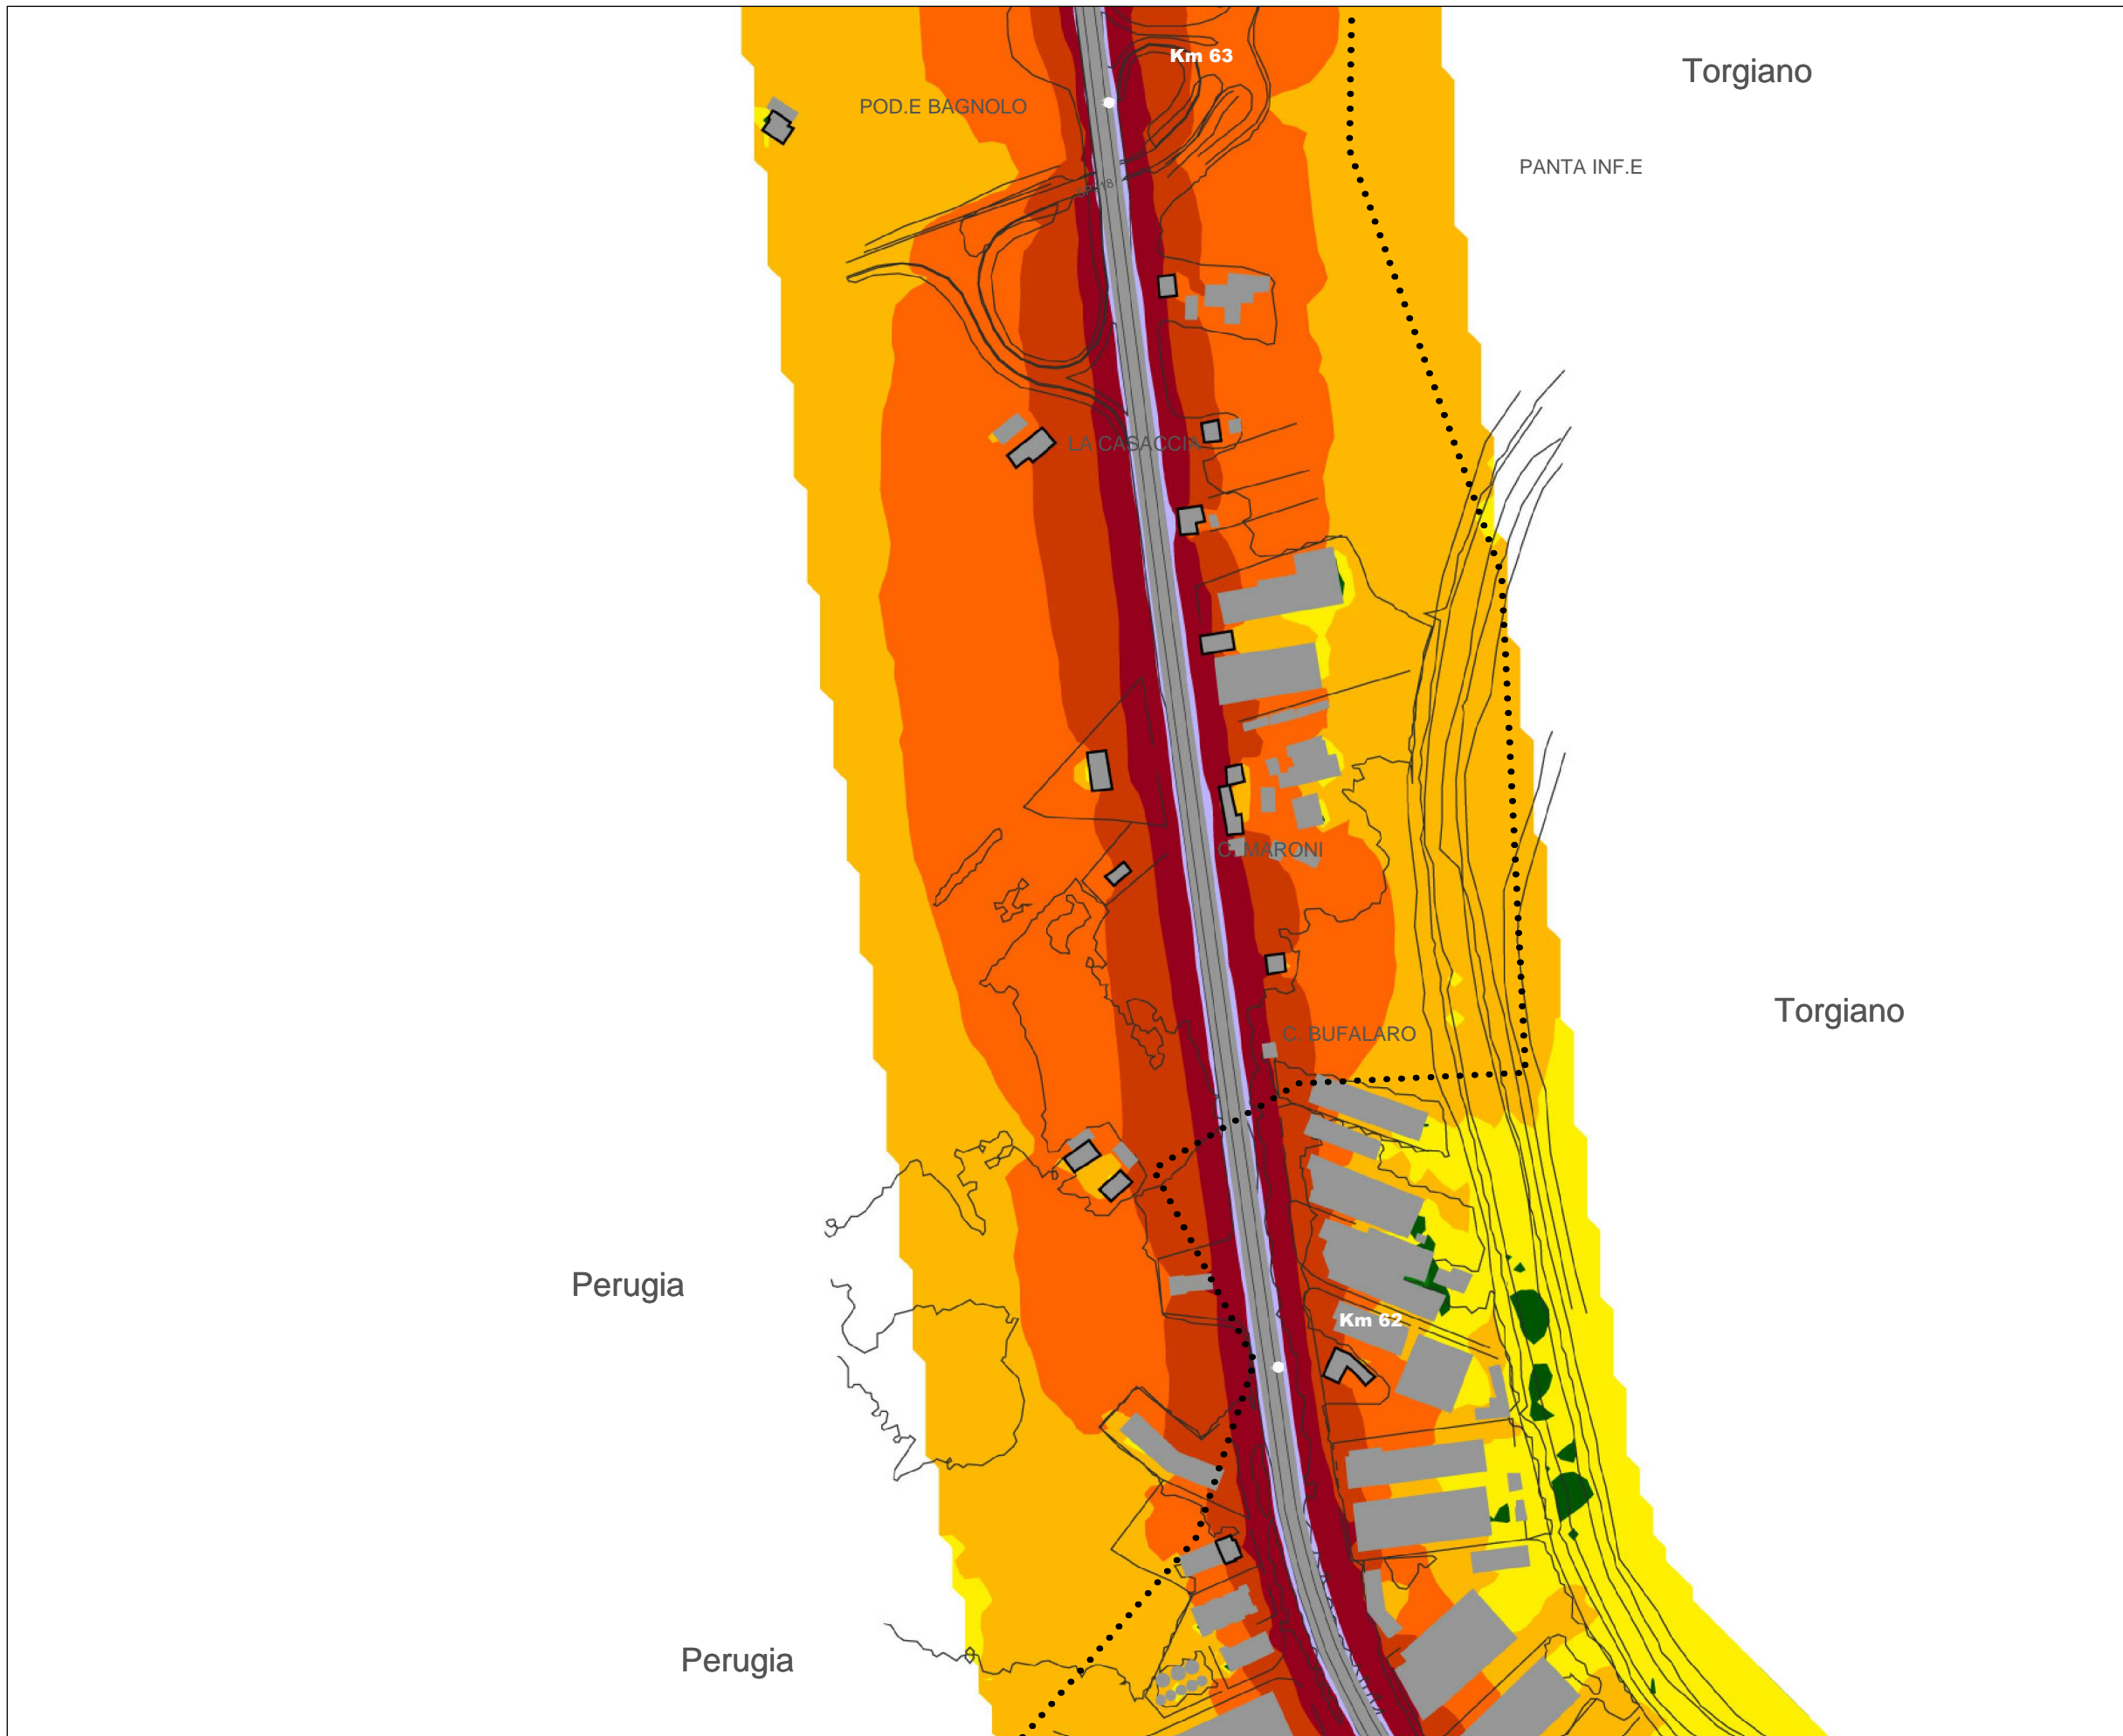 Km 63
Torgiano
POD.E BAGNOLO
PANTA INF.E
LA CASACCIA
C. MARONI
Torgiano
C. BUFALARO
Perugia
Km 62
Perugia